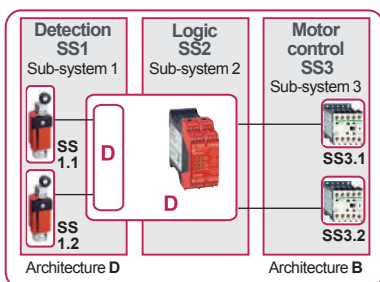 Detection
SS1
Sub-system 1
Logic
SS2
Sub-system 2
Motor
control
SS3
Sub-system 3
SS
1.1
D
D
SS3.1
SS
1.2
SS3.2
Architecture D
Architecture B